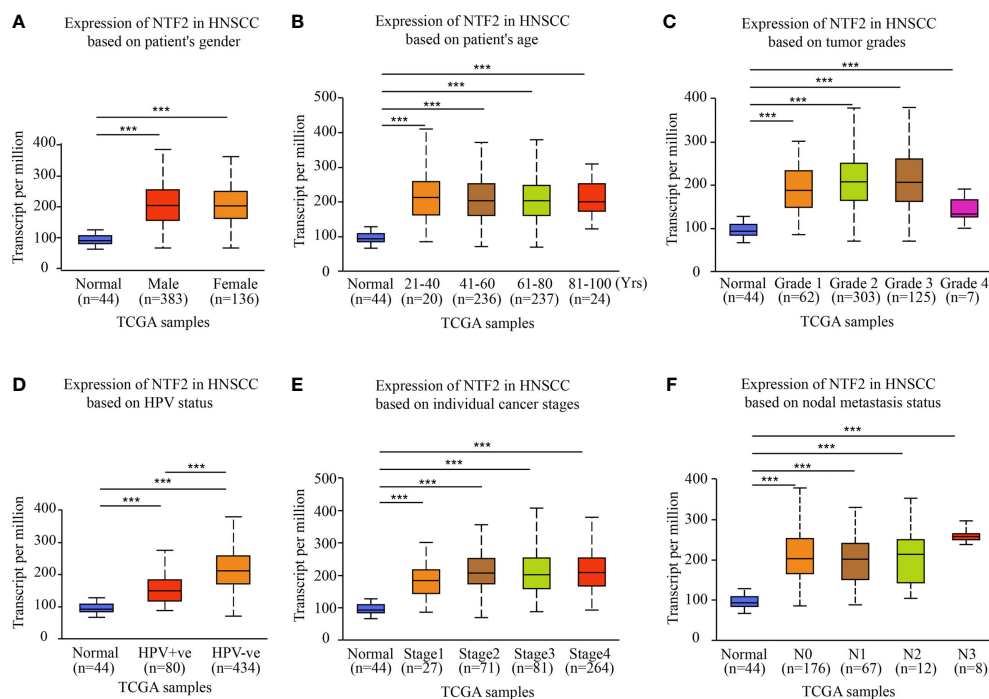 A
Expression of NTF2 in HNSCC
based on patient's gender
Transcript per million
400
300
200
100
0
***
***
Normal
(n=44)
Male
(n=383)
Female
(n=136)
TCGA samples
B
Expression of NTF2 in HNSCC
based on patient's age
Transcript per million
500
400
300
200
100
0
***
***
***
***
Normal
(n=44)
21-40
(n=20)
41-60
(n=236)
61-80
(n=237)
81-100
(n=24)
(Yrs)
TCGA samples
C
Expression of NTF2 in HNSCC
based on tumor grades
Transcript per million
400
300
200
100
0
***
***
***
***
Normal
(n=44)
Grade 1
(n=62)
Grade 2
(n=303)
Grade 3
(n=125)
Grade 4
(n=7)
TCGA samples
D
Expression of NTF2 in HNSCC
based on HPV status
Transcript per million
400
300
200
100
0
***
***
***
Normal
(n=44)
HPV+ve
(n=80)
HPV-ve
(n=434)
TCGA samples
E
Expression of NTF2 in HNSCC
based on individual cancer stages
Transcript per million
500
400
300
200
100
0
***
***
***
***
Normal
(n=44)
Stage1
(n=27)
Stage2
(n=71)
Stage3
(n=81)
Stage4
(n=264)
TCGA samples
F
Expression of NTF2 in HNSCC
based on nodal metastasis status
Transcript per million
400
300
200
100
0
***
***
***
***
Normal
(n=44)
N0
(n=176)
N1
(n=67)
N2
(n=12)
N3
(n=8)
TCGA samples